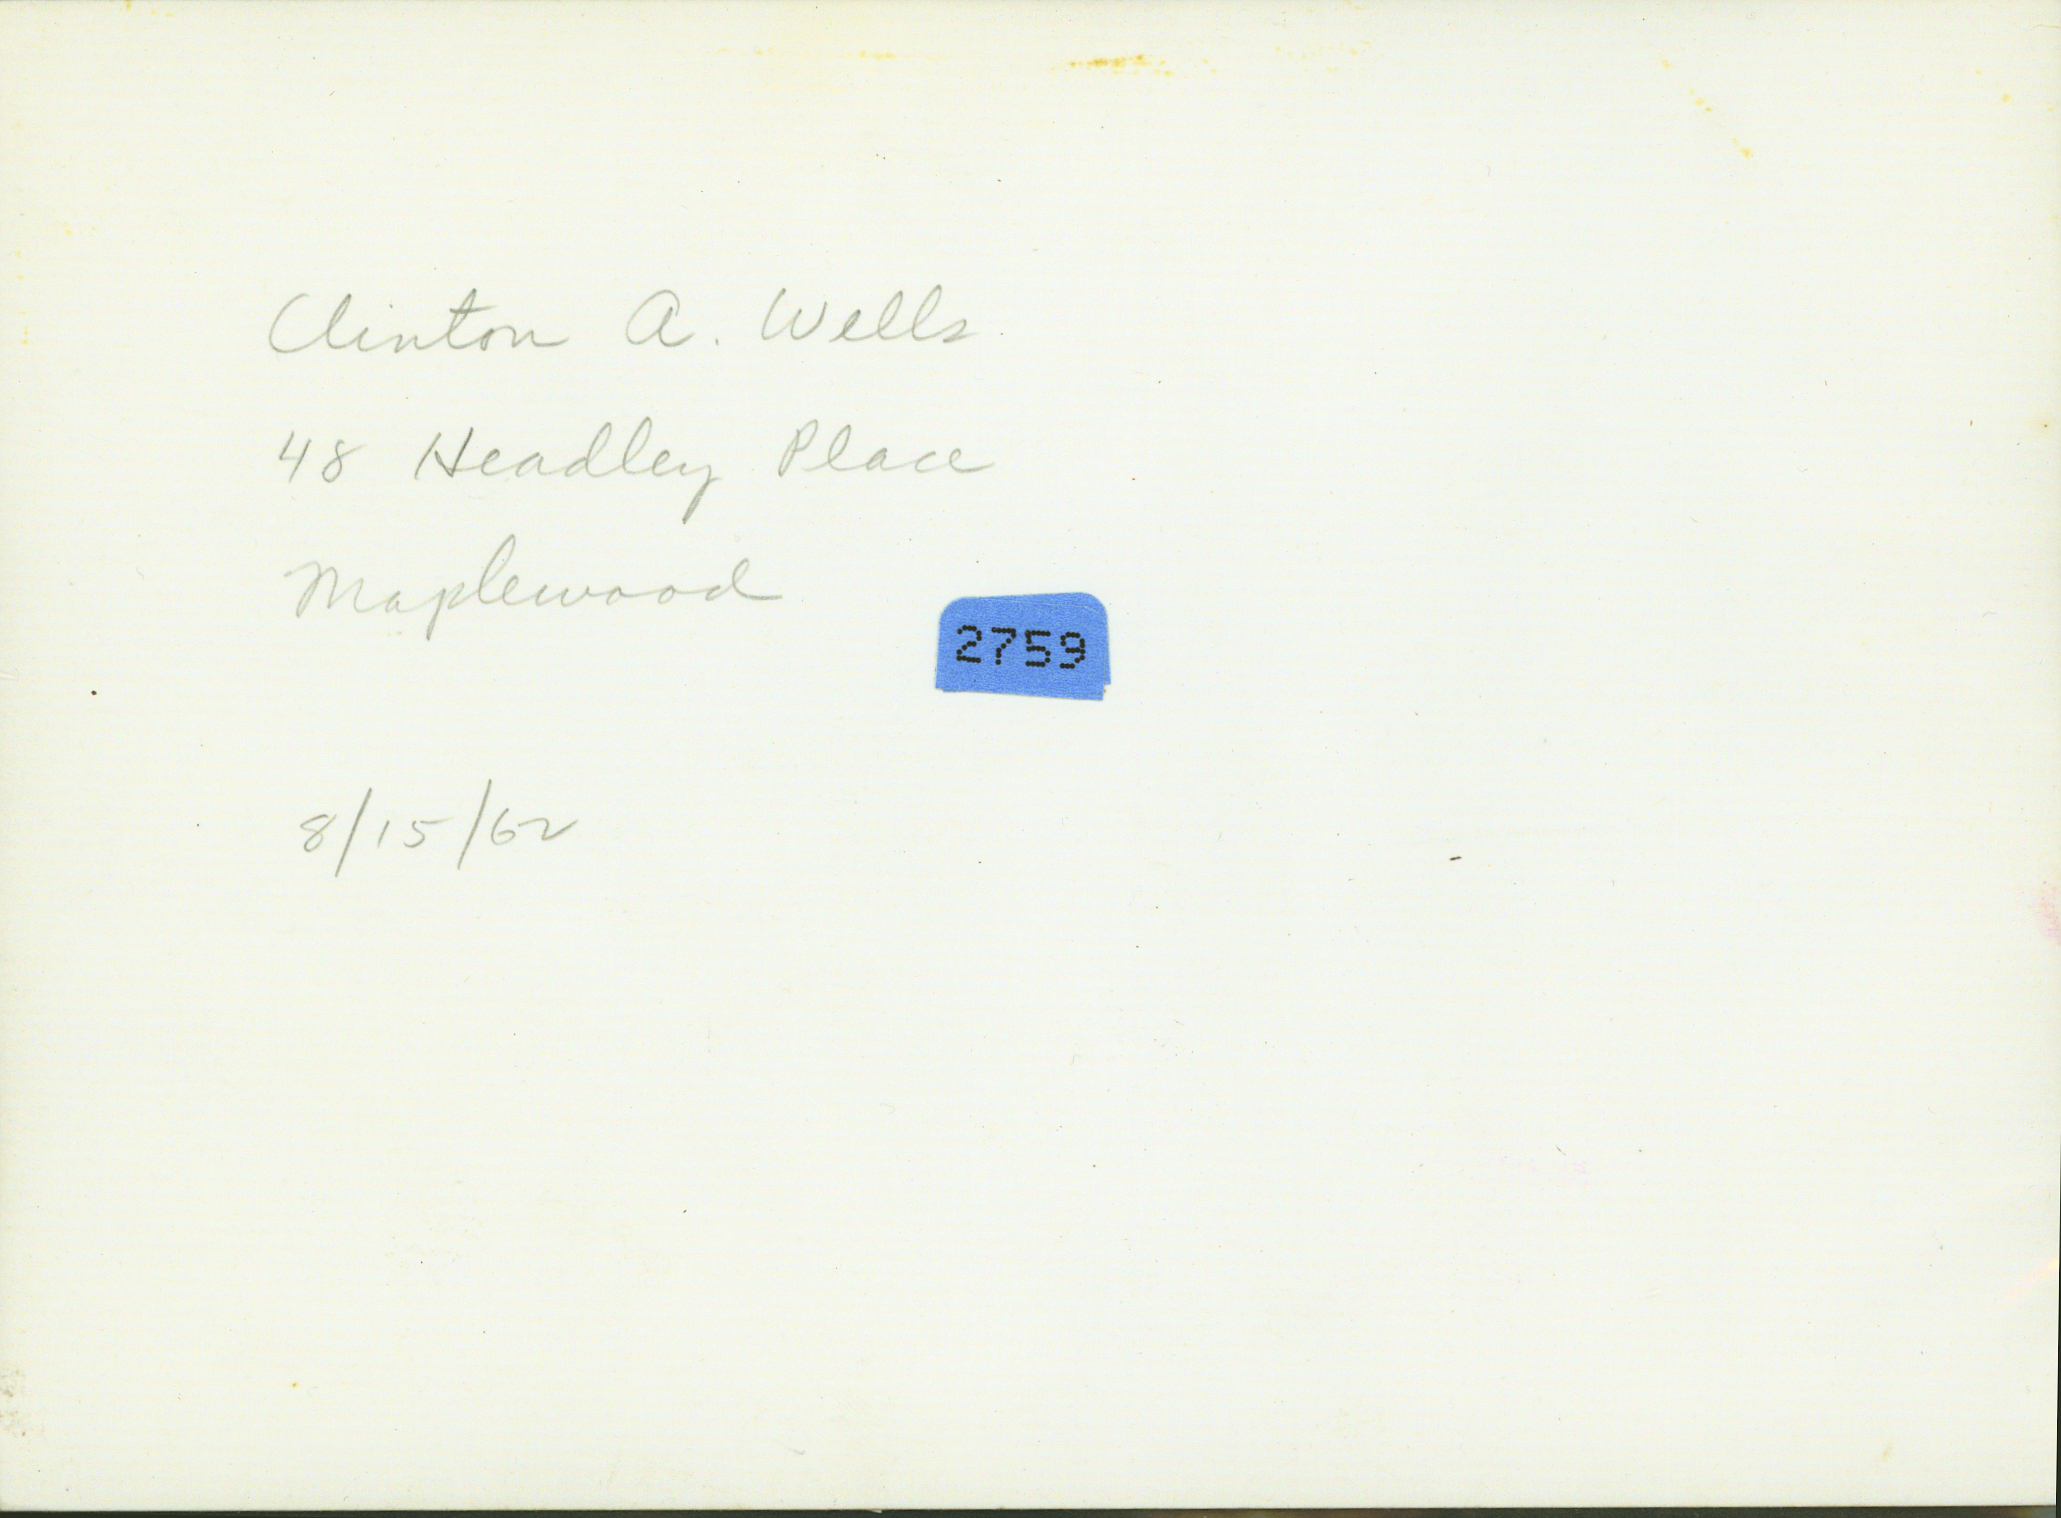 Clinton A. Wells
48 Headley Place
Maplewood
2759
8/15/62